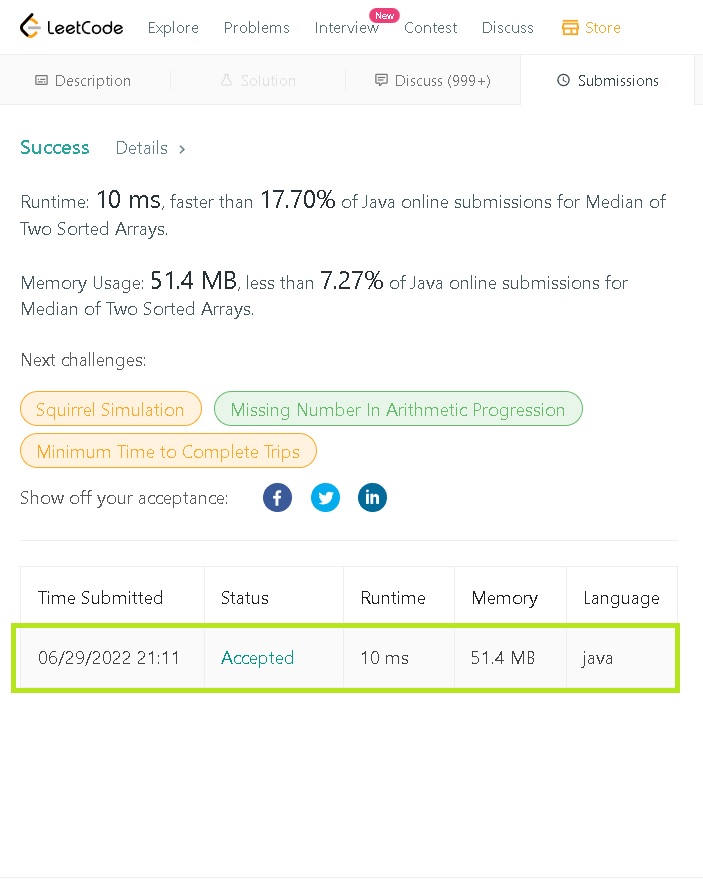 LeetCode Explore Problems Interview New Contest Discuss Store
Description Solution Discuss (999+) Submissions
Success Details >
Runtime: 10 ms, faster than 17.70% of Java online submissions for Median of
Two Sorted Arrays.
Memory Usage: 51.4 MB, less than 7.27% of Java online submissions for
Median of Two Sorted Arrays.
Next challenges:
Squirrel Simulation Missing Number In Arithmetic Progression
Minimum Time to Complete Trips
Show off your acceptance: f in
Time Submitted Status Runtime Memory Language
06/29/2022 21:11 Accepted 10 ms 51.4 MB java